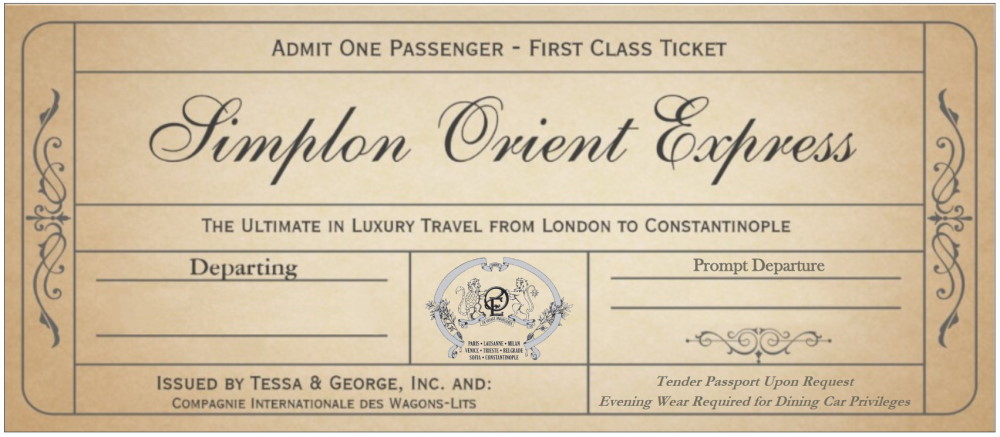 Admit One Passenger - First Class Ticket
Simplon Orient Express
The Ultimate in Luxury Travel from London to Constantinople
Departing
Prompt Departure
OE
PARIS • LAUSANNE • MILAN
VENICE • TRIESTE • BELGRADE
SOFIA • CONSTANTINOPLE
Issued by Tessa & George, Inc. and:
Compagnie Internationale des Wagons-Lits
Tender Passport Upon Request
Evening Wear Required for Dining Car Privileges